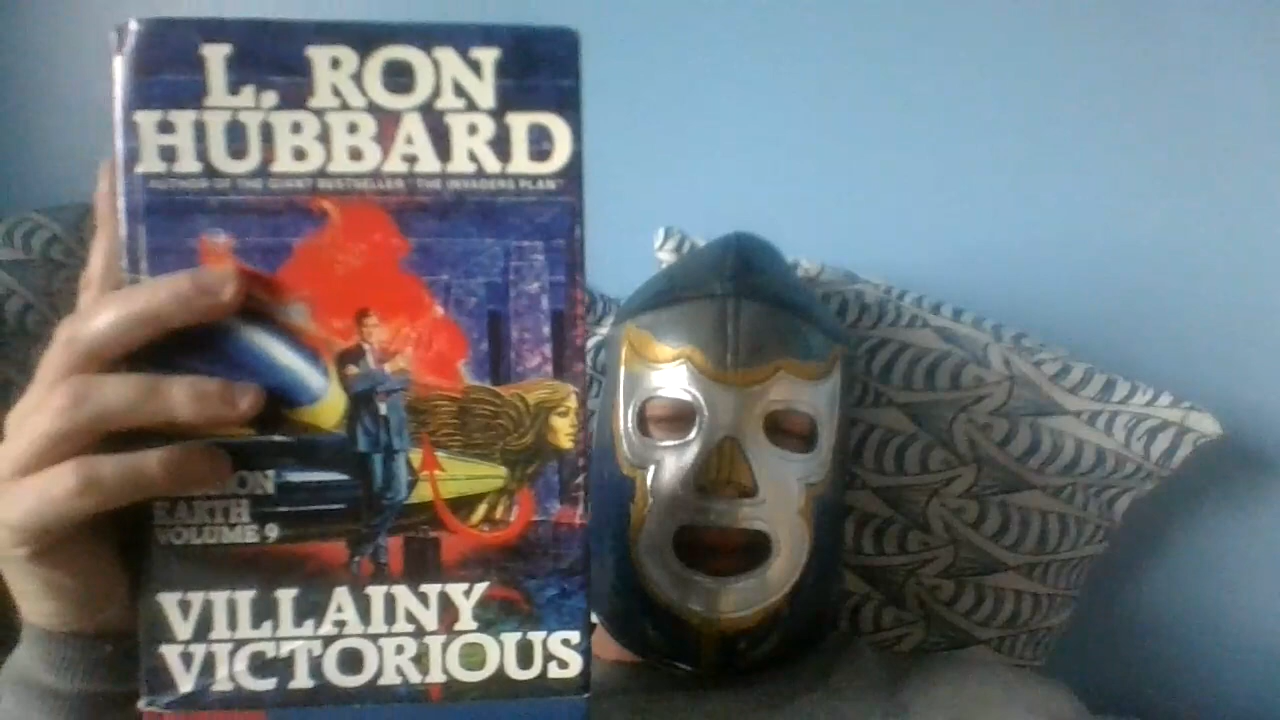 L. RON
HUBBARD
AUTHOR OF THE GIANT BESTSELLER "THE INVADERS PLAN"
EARTH
VOLUME 9
VILLAINY
VICTORIOUS